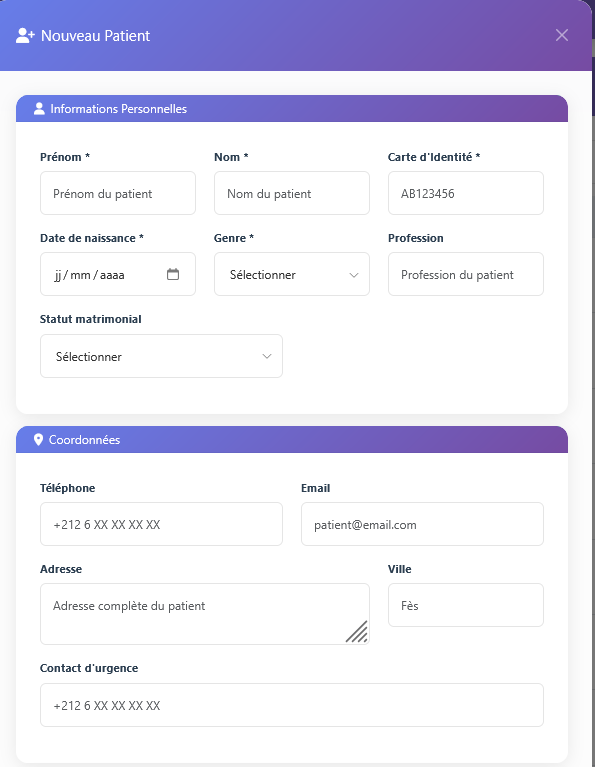 Nouveau Patient
Informations Personnelles
Prénom * Nom * Carte d'Identité *
Prénom du patient Nom du patient AB123456
Date de naissance * Genre * Profession
jj/mm/aaaa Sélectionner Profession du patient
Statut matrimonial
Sélectionner
Coordonnées
Téléphone Email
+212 6 XX XX XX XX patient@email.com
Adresse Ville
Adresse complète du patient Fès
Contact d'urgence
+212 6 XX XX XX XX